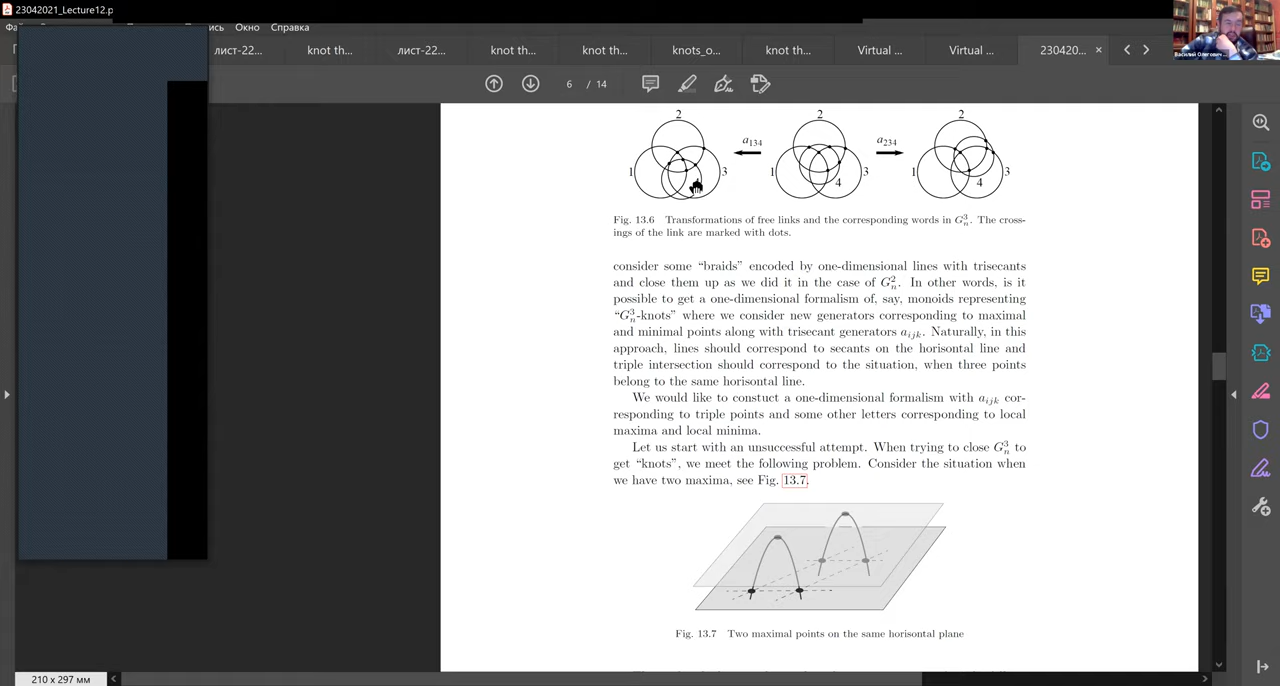 23042021_Lecture12.p
Окно Справка
лист-22... knot th... лист-22... knot th... knot th... knots_o... knot th... Virtual ... Virtual ... 230420... ×
6 / 14
2 2 2
a134 a234
1 3 1 3 1 3
4 4
Fig. 13.6 Transformations of free links and the corresponding words in G³ₙ. The cross-
ings of the link are marked with dots.
consider some “braids” encoded by one-dimensional lines with trisecants
and close them up as we did it in the case of G²ₙ. In other words, is it
possible to get a one-dimensional formalism of, say, monoids representing
“G³ₙ-knots” where we consider new generators corresponding to maximal
and minimal points along with trisecant generators aᵢⱼₖ. Naturally, in this
approach, lines should correspond to secants on the horisontal line and
triple intersection should correspond to the situation, when three points
belong to the same horisontal line.
We would like to constuct a one-dimensional formalism with aᵢⱼₖ cor-
responding to triple points and some other letters corresponding to local
maxima and local minima.
Let us start with an unsuccessful attempt. When trying to close G³ₙ to
get “knots”, we meet the following problem. Consider the situation when
we have two maxima, see Fig. 13.7.
Fig. 13.7 Two maximal points on the same horisontal plane
210 x 297 мм